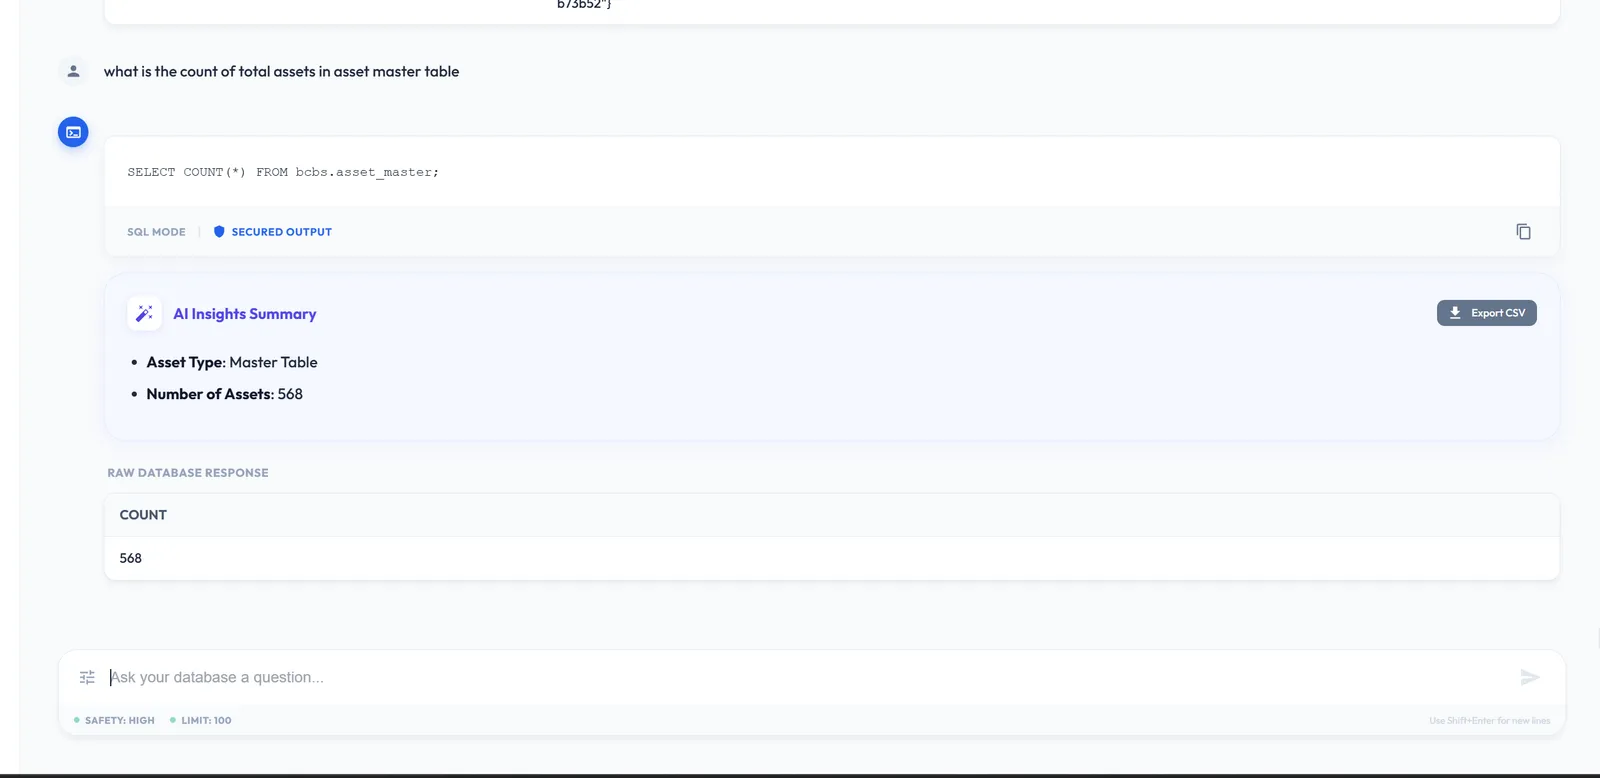 b73b52"}
what is the count of total assets in asset master table
SELECT COUNT(*) FROM bcbs.asset_master;
SQL MODE | SECURED OUTPUT
AI Insights Summary
Export CSV
• Asset Type: Master Table
• Number of Assets: 568
RAW DATABASE RESPONSE
COUNT
568
Ask your database a question...
SAFETY: HIGH LIMIT: 100
Use Shift+Enter for new lines